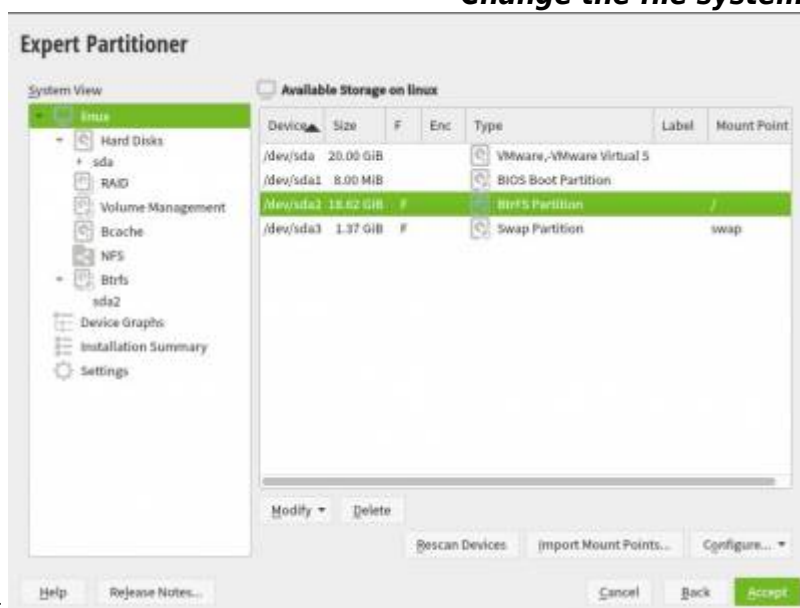 Change the file system
Expert Partitioner
System View
Available Storage on linux
linux
Hard Disks
sda
RAID
Volume Management
Bcache
NFS
Btrfs
sda2
Device Graphs
Installation Summary
Settings
Device Size F Enc Type Label Mount Point
/dev/sda 20.00 GiB VMware,-VMware Virtual S
/dev/sda1 8.00 MiB BIOS Boot Partition
/dev/sda2 18.62 GiB F BtrFS Partition /
/dev/sda3 1.37 GiB F Swap Partition swap
Modify Delete
Rescan Devices Import Mount Points... Configure...
Help Release Notes... Cancel Back Accept